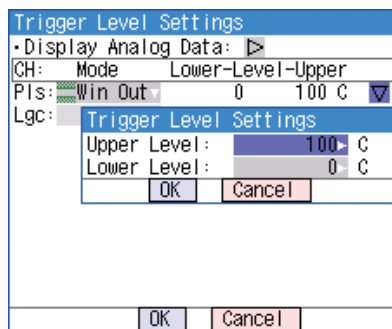 Trigger Level Settings
・Display Analog Data:
CH: Mode Lower-Level-Upper
Pls: Win Out 0 100 C
Lgc:
Trigger Level Settings
Upper Level: 100 C
Lower Level: 0 C
OK Cancel
OK Cancel